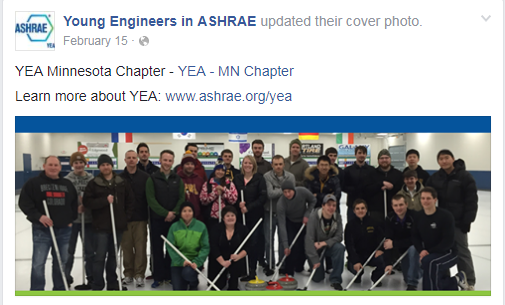 ASHRAE
YEA
Young Engineers in ASHRAE updated their cover photo.
February 15 ·
YEA Minnesota Chapter - YEA - MN Chapter
Learn more about YEA: www.ashrae.org/yea